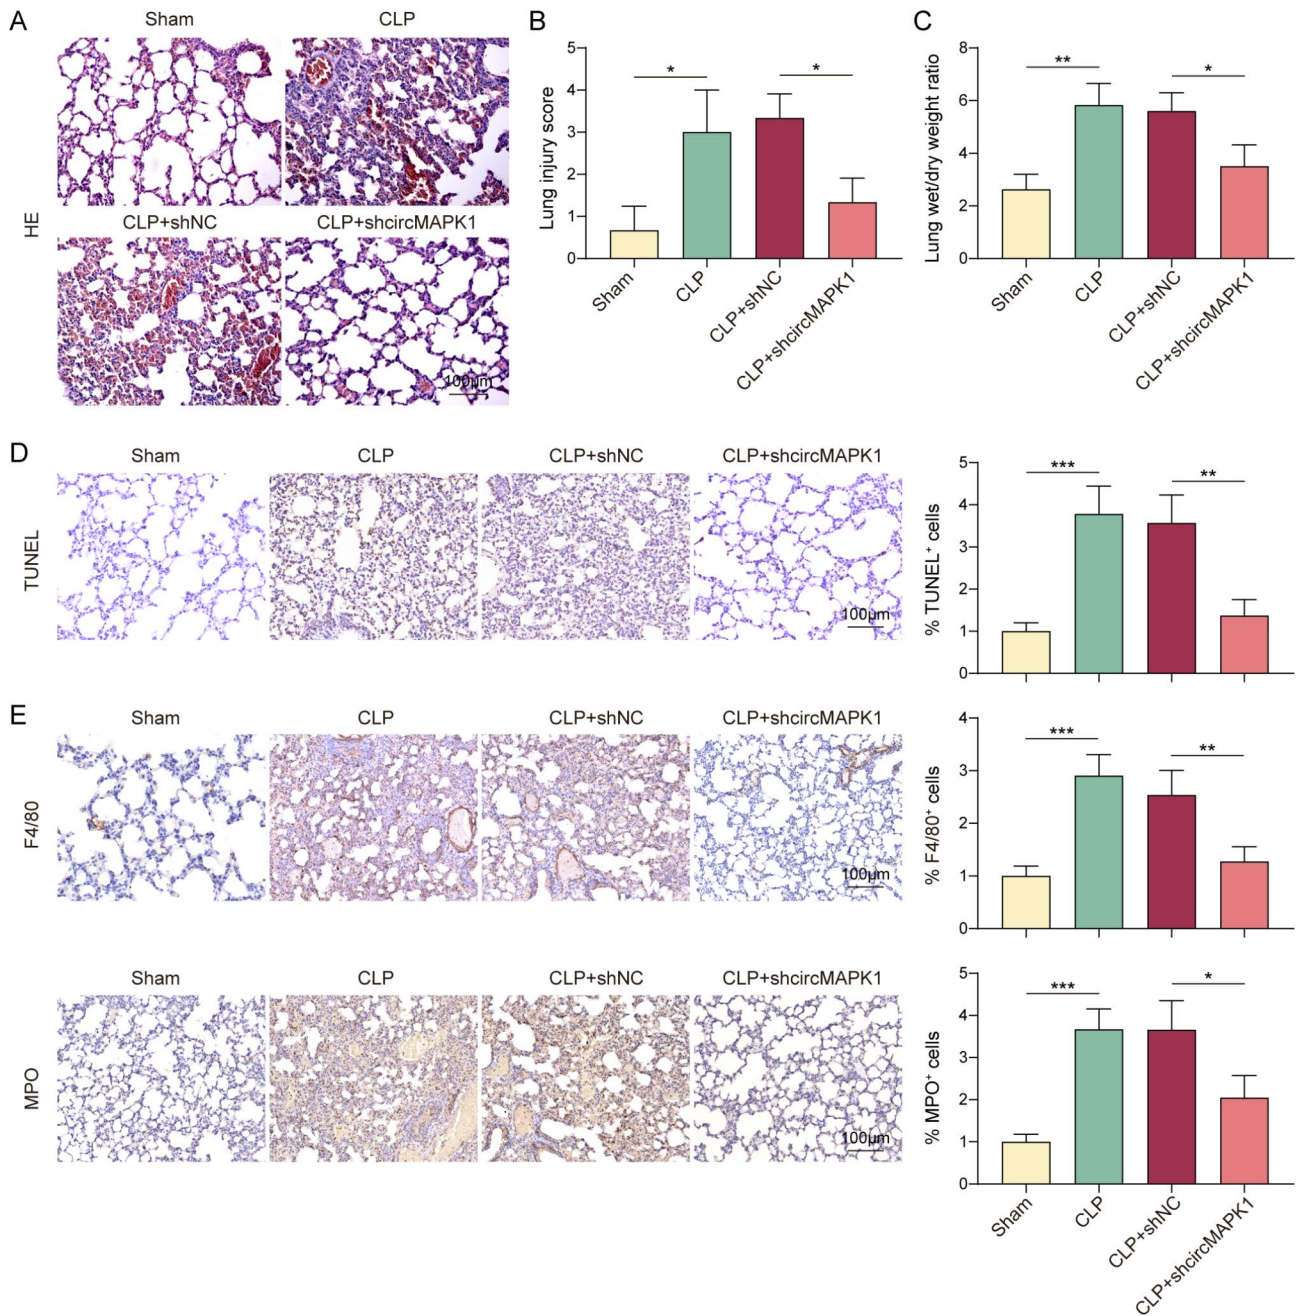 A
Sham
CLP
HE
CLP+shNC
CLP+shcircMAPK1
100μm
B
Lung injury score
5
4
3
2
1
0
*
*
Sham
CLP
CLP+shNC
CLP+shcircMAPK1
C
Lung wet/dry weight ratio
8
6
4
2
0
**
*
Sham
CLP
CLP+shNC
CLP+shcircMAPK1
D
Sham
CLP
CLP+shNC
CLP+shcircMAPK1
TUNEL
100μm
% TUNEL⁺ cells
5
4
3
2
1
0
***
**
E
Sham
CLP
CLP+shNC
CLP+shcircMAPK1
F4/80
100μm
% F4/80⁺ cells
4
3
2
1
0
***
**
Sham
CLP
CLP+shNC
CLP+shcircMAPK1
MPO
100μm
% MPO⁺ cells
5
4
3
2
1
0
***
*
Sham
CLP
CLP+shNC
CLP+shcircMAPK1